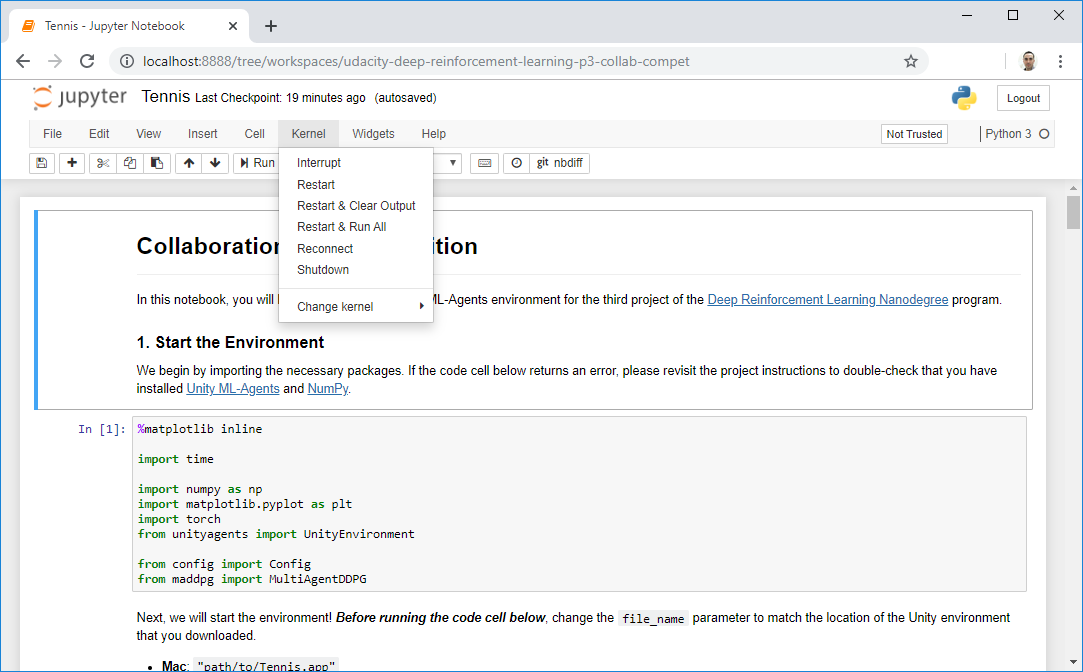 Tennis - Jupyter Notebook
localhost:8888/tree/workspaces/udacity-deep-reinforcement-learning-p3-collab-compet
jupyter Tennis Last Checkpoint: 19 minutes ago (autosaved)
Logout
File Edit View Insert Cell Kernel Widgets Help Not Trusted Python 3
Run git nbdiff
Interrupt
Restart
Restart & Clear Output
Restart & Run All
Reconnect
Shutdown
Change kernel
Collaboration ition
In this notebook, you will ML-Agents environment for the third project of the Deep Reinforcement Learning Nanodegree program.
1. Start the Environment
We begin by importing the necessary packages. If the code cell below returns an error, please revisit the project instructions to double-check that you have
installed Unity ML-Agents and NumPy.
In [1]: %matplotlib inline
import time
import numpy as np
import matplotlib.pyplot as plt
import torch
from unityagents import UnityEnvironment
from config import Config
from maddpg import MultiAgentDDPG
Next, we will start the environment! Before running the code cell below, change the file_name parameter to match the location of the Unity environment
that you downloaded.
• Mac: "path/to/Tennis.app"